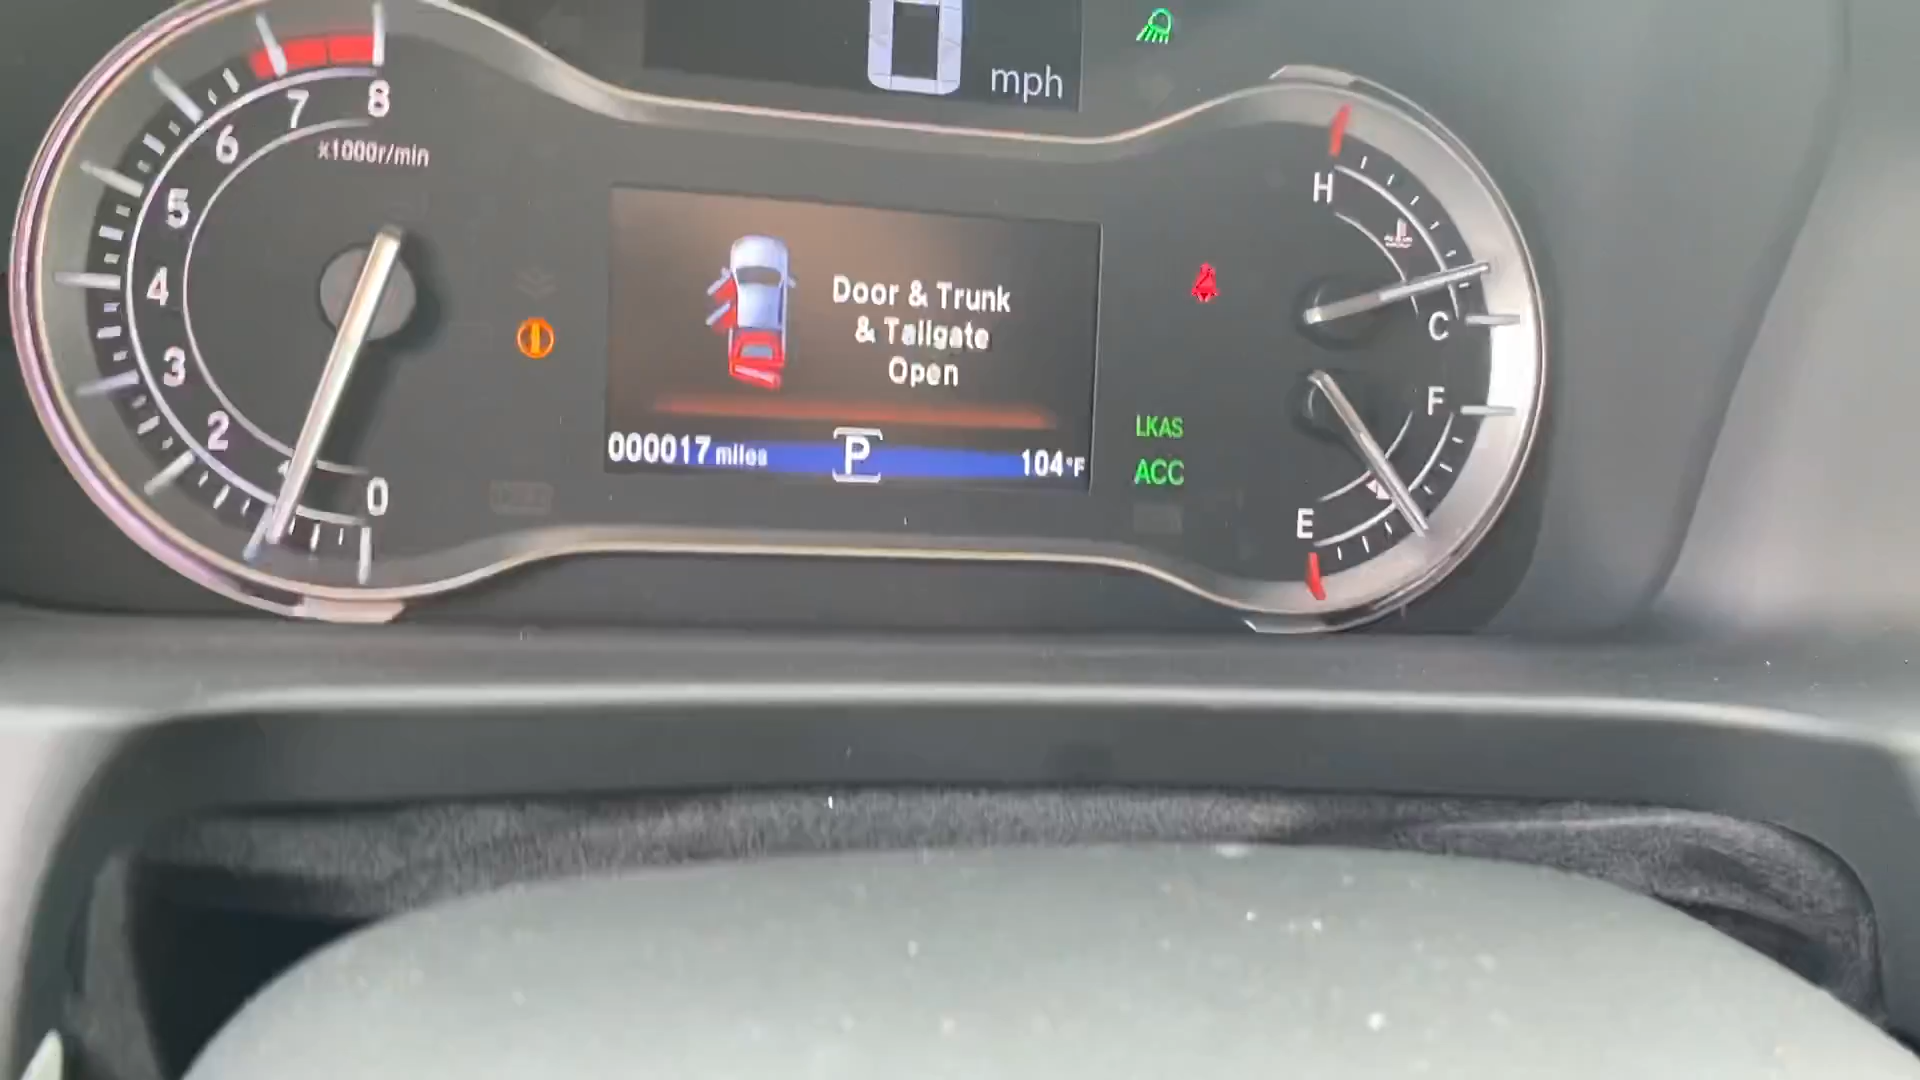 0
mph
8
7
6
5
4
3
2
0
x1000r/min
Door & Trunk
& Tailgate
Open
000017 miles
P
104°F
LKAS
ACC
H
C
F
E